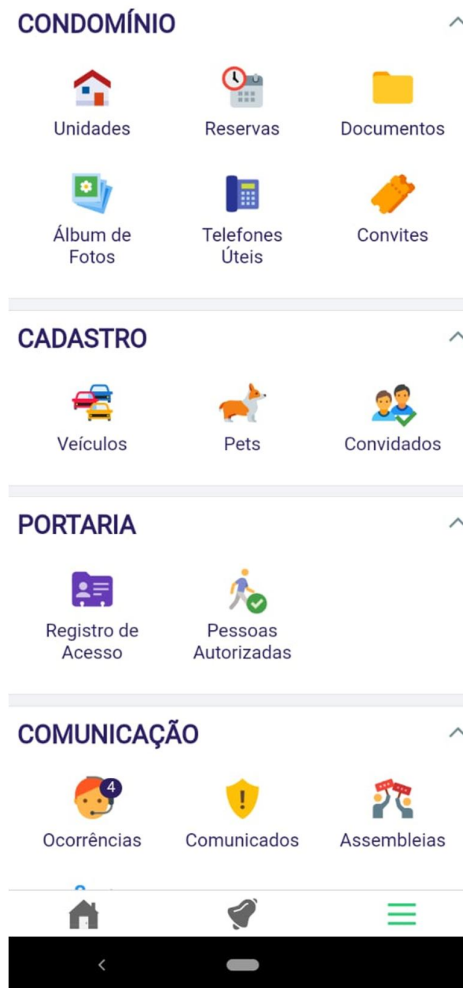 CONDOMÍNIO
Unidades
Reservas
Documentos
Álbum de
Fotos
Telefones
Úteis
Convites
CADASTRO
Veículos
Pets
Convidados
PORTARIA
Registro de
Acesso
Pessoas
Autorizadas
COMUNICAÇÃO
4
Ocorrências
Comunicados
Assembleias